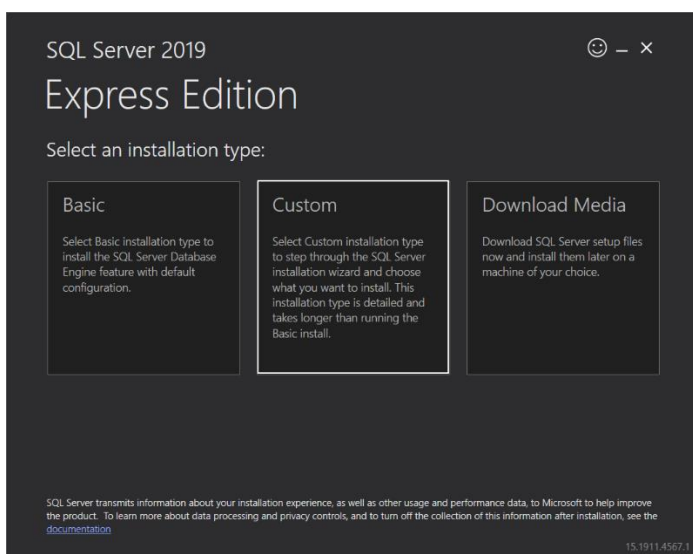 SQL Server 2019
Express Edition
Select an installation type:
Basic
Select Basic installation type to
install the SQL Server Database
Engine feature with default
configuration.
Custom
Select Custom installation type
to step through the SQL Server
installation wizard and choose
what you want to install. This
installation type is detailed and
takes longer than running the
Basic install.
Download Media
Download SQL Server setup files
now and install them later on a
machine of your choice.
SQL Server transmits information about your installation experience, as well as other usage and performance data, to Microsoft to help improve
the product. To learn more about data processing and privacy controls, and to turn off the collection of this information after installation, see the
documentation
15.1911.4567.1